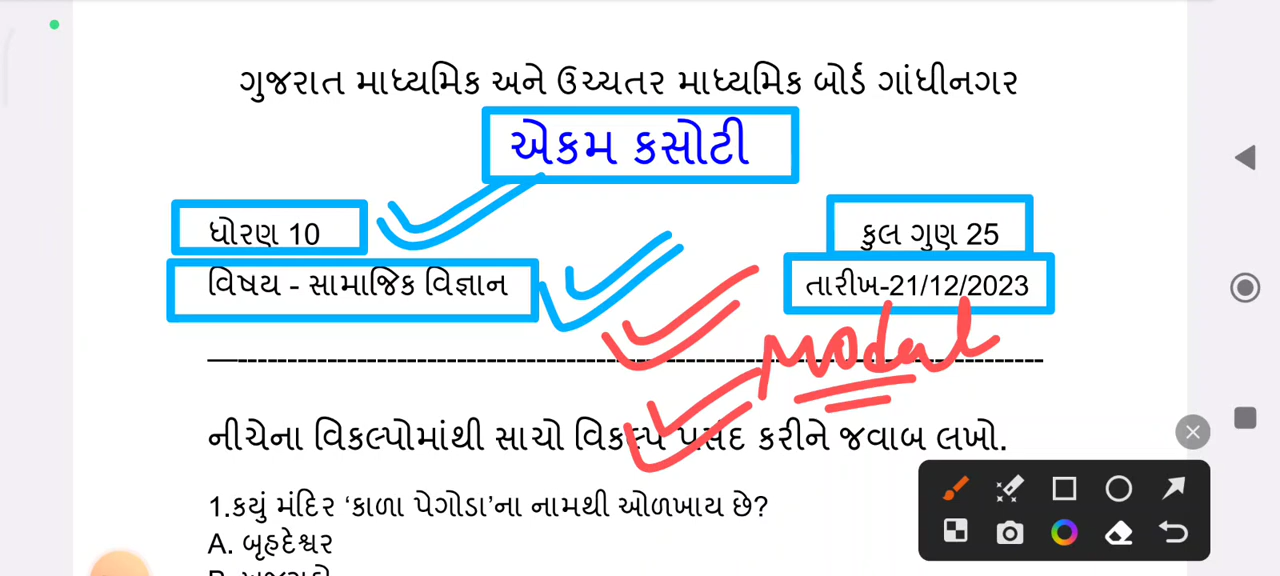 ગુજરાત માધ્યમિક અને ઉચ્ચતર માધ્યમિક બોર્ડ ગાંધીનગર
એકમ કસોટી
ધોરણ 10 કુલ ગુણ 25
વિષય - સામાજિક વિજ્ઞાન તારીખ-21/12/2023
Modal
નીચેના વિકલ્પોમાંથી સાચો વિકલ્પ પસંદ કરીને જવાબ લખો.
1.કયું મંદિર ‘કાળા પેગોડા’ના નામથી ઓળખાય છે?
A. બૃહદેશ્વર